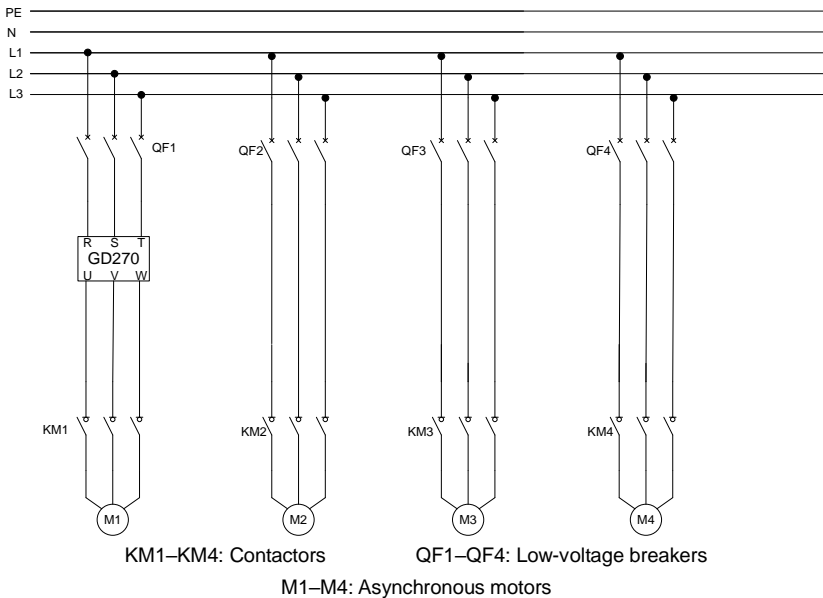 PE
N
L1
L2
L3
QF1 QF2 QF3 QF4
R S T
GD270
U V W
KM1 KM2 KM3 KM4
M1 M2 M3 M4
KM1–KM4: Contactors QF1–QF4: Low-voltage breakers
M1–M4: Asynchronous motors